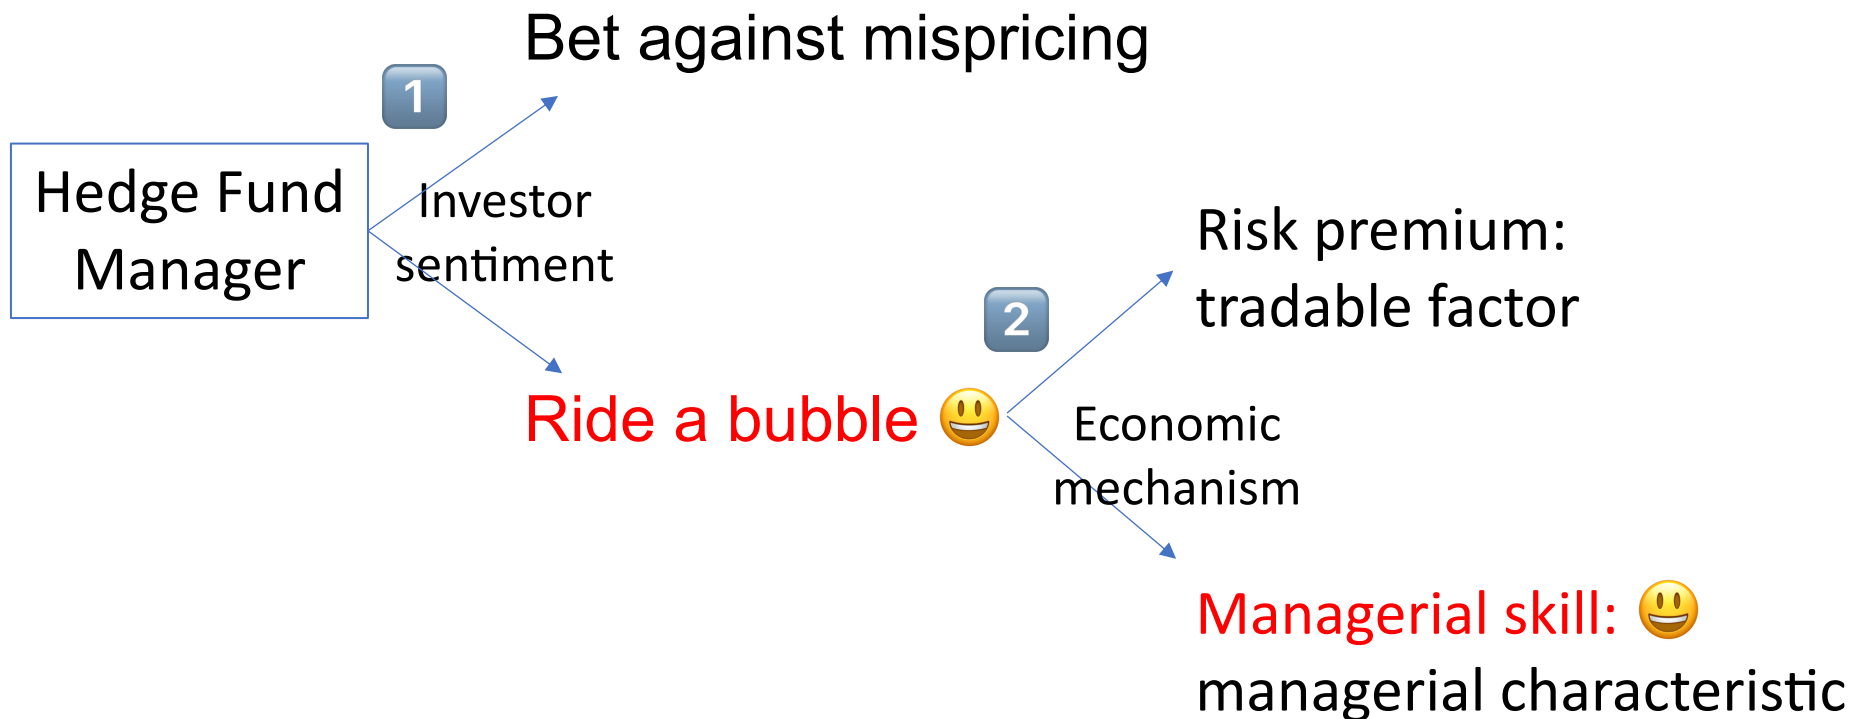 Bet against mispricing
1
Hedge Fund
Manager
Investor
sentiment
Risk premium:
tradable factor
2
Ride a bubble 😃
Economic
mechanism
Managerial skill: 😃
managerial characteristic